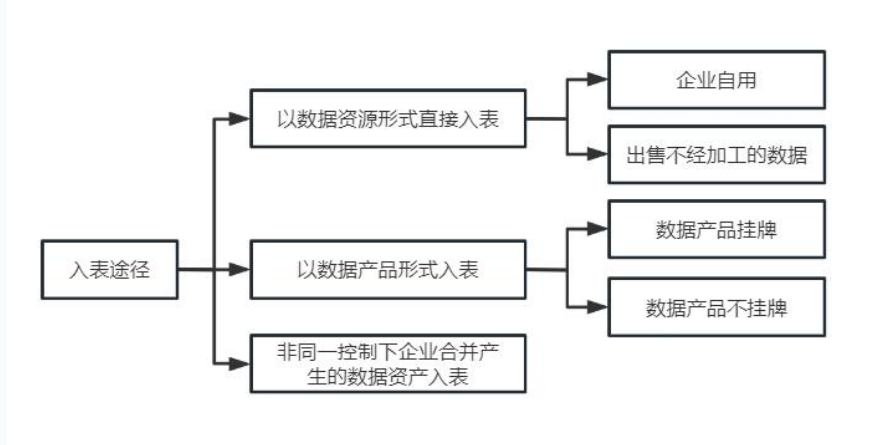 入表途径
以数据资源形式直接入表
企业自用
出售不经加工的数据
以数据产品形式入表
数据产品挂牌
数据产品不挂牌
非同一控制下企业合并产
生的数据资产入表